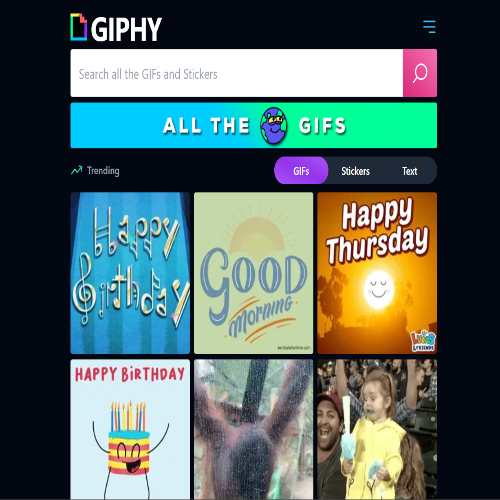 GIPHY
Search all the GIFs and Stickers
ALL THE GIFS
Trending
GIFs
Stickers
Text
Happy
Birthday
GOOD
MORNING
Happy
Thursday
HAPPY BiRTHDAY